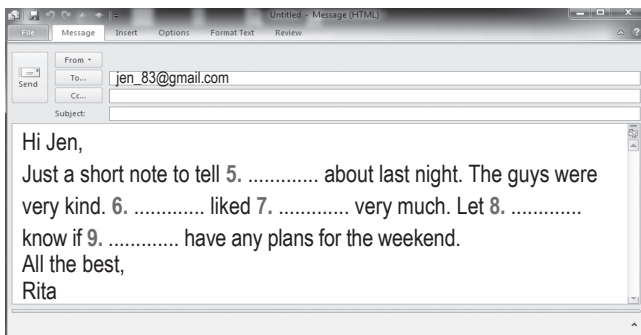 Untitled - Message (HTML)
File Message Insert Options Format Text Review
From
Send
To... jen_83@gmail.com
Cc...
Subject:
Hi Jen,
Just a short note to tell 5. ............. about last night. The guys were
very kind. 6. ............. liked 7. ............. very much. Let 8. .............
know if 9. ............. have any plans for the weekend.
All the best,
Rita